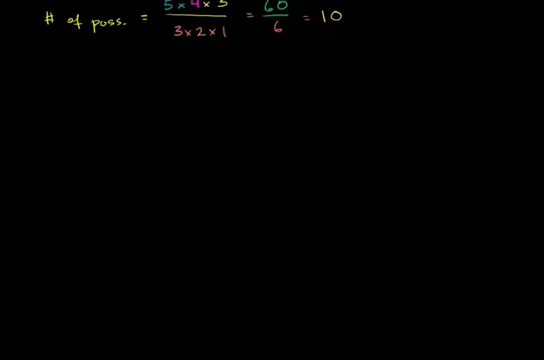 # of poss. = 5 x 4 x 3 / 3 x 2 x 1 = 60 / 6 = 10